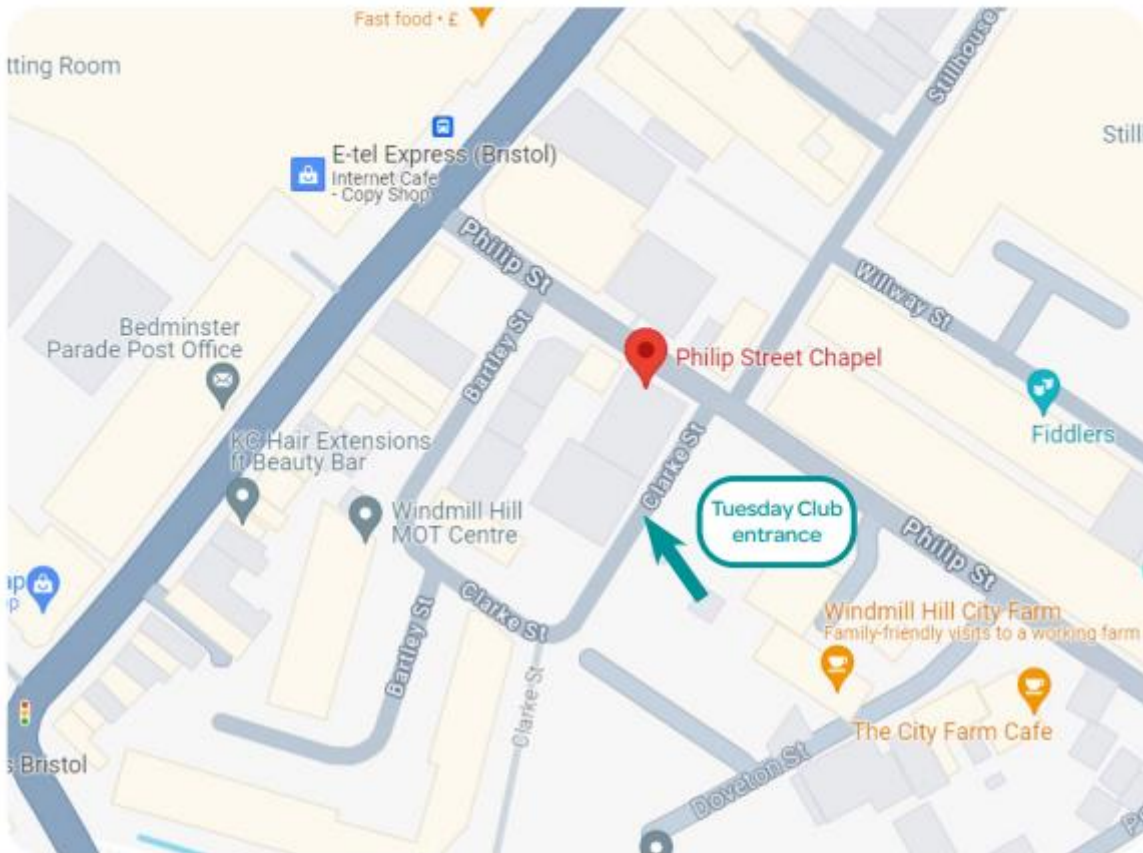 Fast food • £
tting Room
Stillhouse
Still
E-tel Express (Bristol)
Internet Cafe
- Copy Shop
Philip St
Willway St
Bedminster
Parade Post Office
Bartley St
Philip Street Chapel
Fiddlers
KC Hair Extensions
ft Beauty Bar
Clarke St
Windmill Hill
MOT Centre
Tuesday Club
entrance
Philip St
ap
p
Clarke St
Bartley St
Windmill Hill City Farm
Family-friendly visits to a working farm
Clarke St
The City Farm Cafe
s Bristol
Doveton St